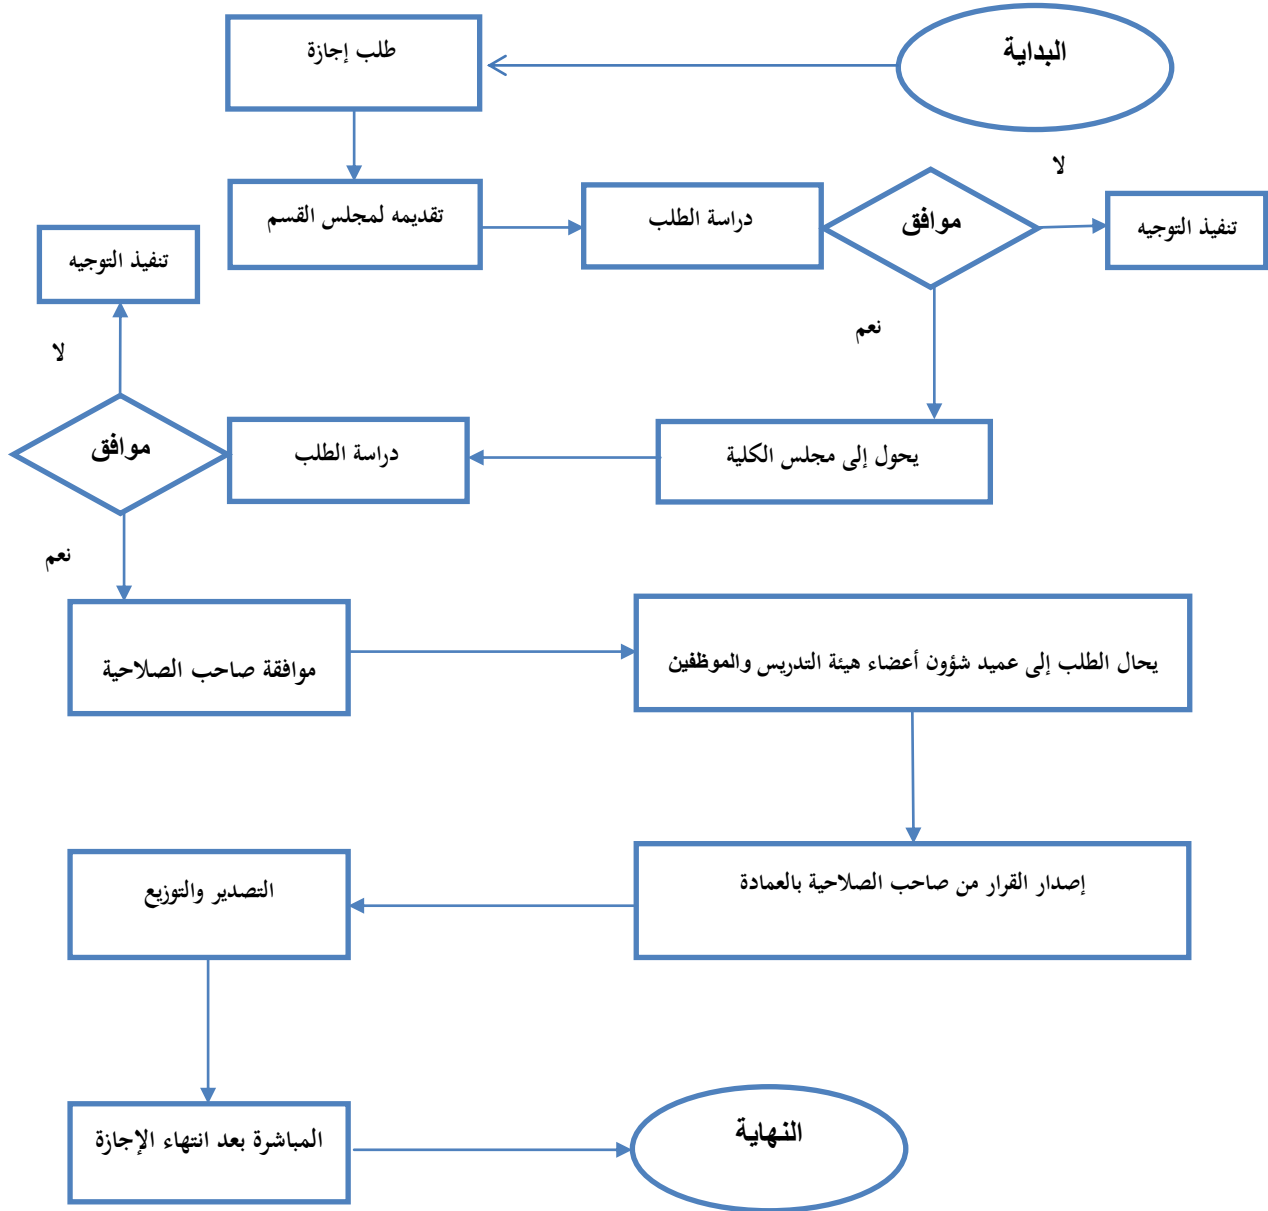 البداية
طلب إجازة
تقديمه لمجلس القسم
دراسة الطلب
موافق
لا
تنفيذ التوجيه
نعم
يحول إلى مجلس الكلية
دراسة الطلب
موافق
لا
تنفيذ التوجيه
نعم
موافقة صاحب الصلاحية
يحال الطلب إلى عميد شؤون أعضاء هيئة التدريس والموظفين
إصدار القرار من صاحب الصلاحية بالعمادة
التصدير والتوزيع
المباشرة بعد انتهاء الإجازة
النهاية